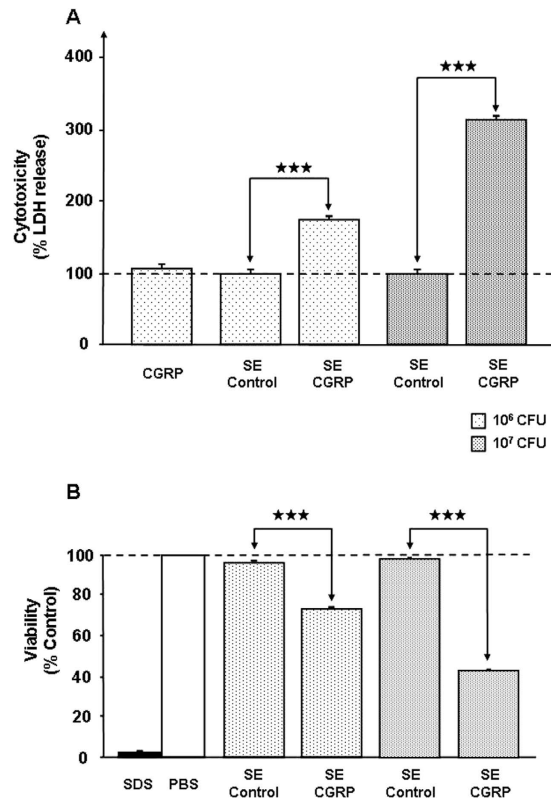 A
Cytotoxicity
(% LDH release)
400
300
200
100
0
★★★
★★★
CGRP
SE
Control
SE
CGRP
SE
Control
SE
CGRP
10⁶ CFU
10⁷ CFU
B
Viability
(% Control)
100
80
60
40
20
0
★★★
★★★
SDS
PBS
SE
Control
SE
CGRP
SE
Control
SE
CGRP